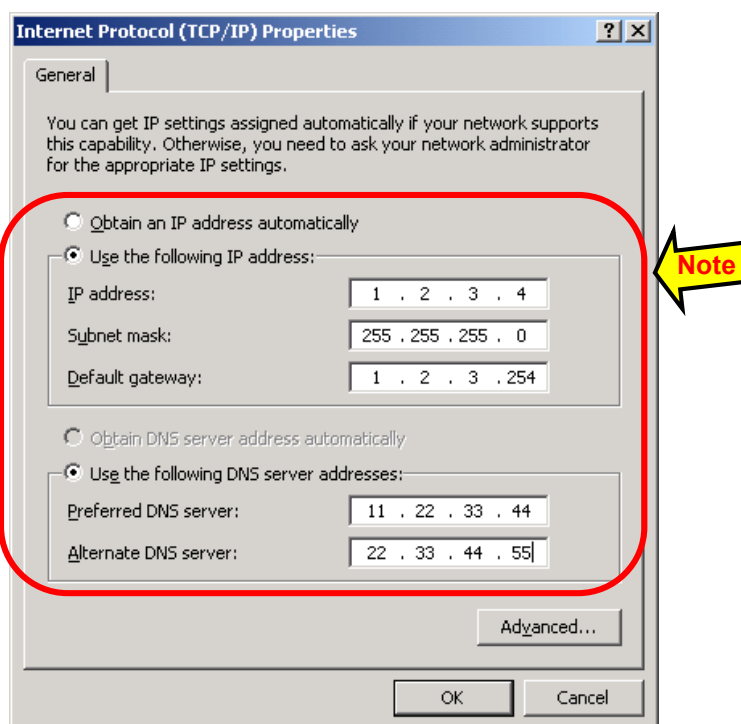 Internet Protocol (TCP/IP) Properties
General
You can get IP settings assigned automatically if your network supports
this capability. Otherwise, you need to ask your network administrator
for the appropriate IP settings.
Obtain an IP address automatically
Use the following IP address:
Note
IP address: 1 . 2 . 3 . 4
Subnet mask: 255 . 255 . 255 . 0
Default gateway: 1 . 2 . 3 . 254
Obtain DNS server address automatically
Use the following DNS server addresses:
Preferred DNS server: 11 . 22 . 33 . 44
Alternate DNS server: 22 . 33 . 44 . 55
Advanced...
OK Cancel